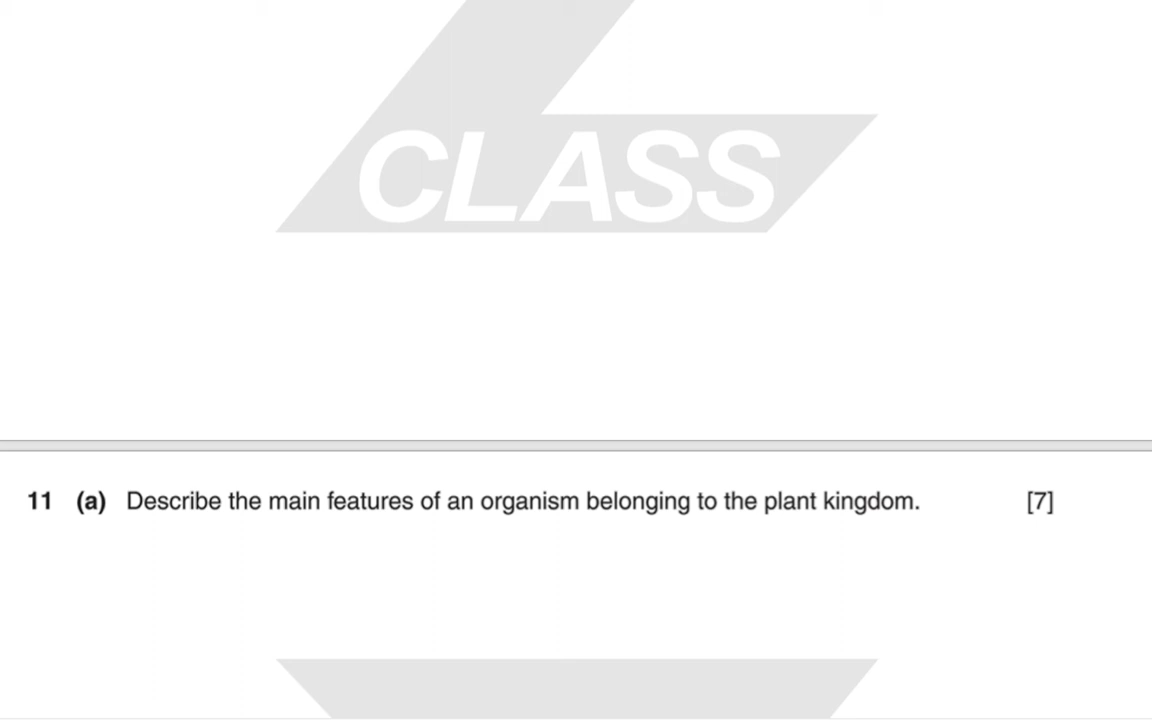 CLASS
11 (a) Describe the main features of an organism belonging to the plant kingdom. [7]